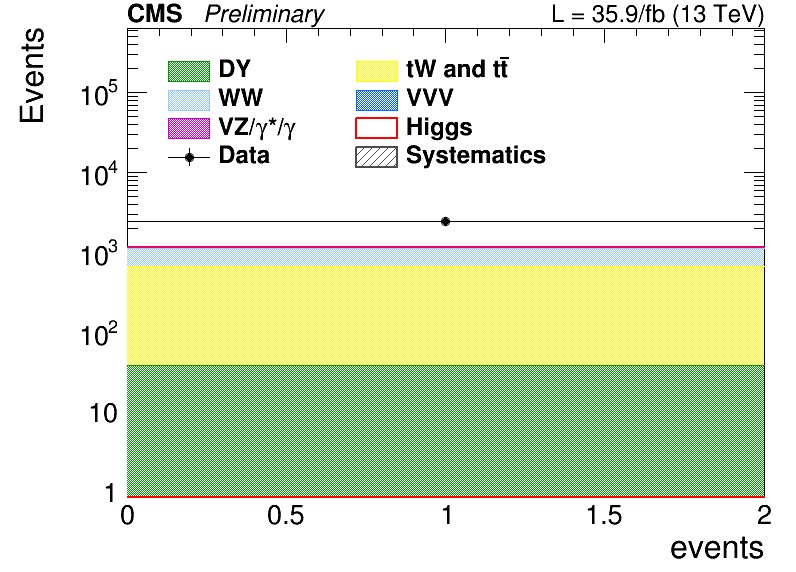 CMS Preliminary L = 35.9/fb (13 TeV)
Events
DY tW and tt̄
WW VVV
VZ/γ*/γ Higgs
Data Systematics
10⁵
10⁴
10³
10²
10
1
0 0.5 1 1.5 2
events